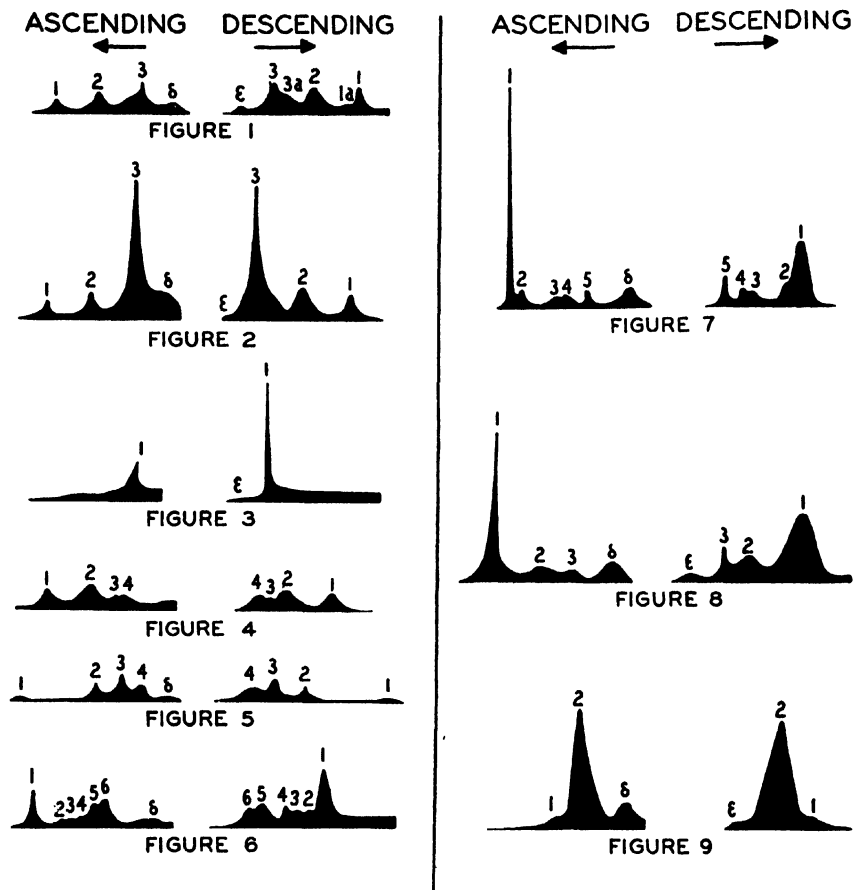 ASCENDING DESCENDING
1 2 3 δ ε 3 3a 2 1a 1
FIGURE 1
1 2 3 δ ε 3 2 1
FIGURE 2
1 ε 1
FIGURE 3
1 2 3 4 4 3 2 1
FIGURE 4
1 2 3 4 δ 4 3 2 1
FIGURE 5
1 2 3 4 5 6 δ 6 5 4 3 2 1
FIGURE 6
ASCENDING DESCENDING
1 2 3 4 5 δ 5 4 3 2 1
FIGURE 7
1 2 3 δ ε 3 2 1
FIGURE 8
1 2 δ ε 2 1
FIGURE 9